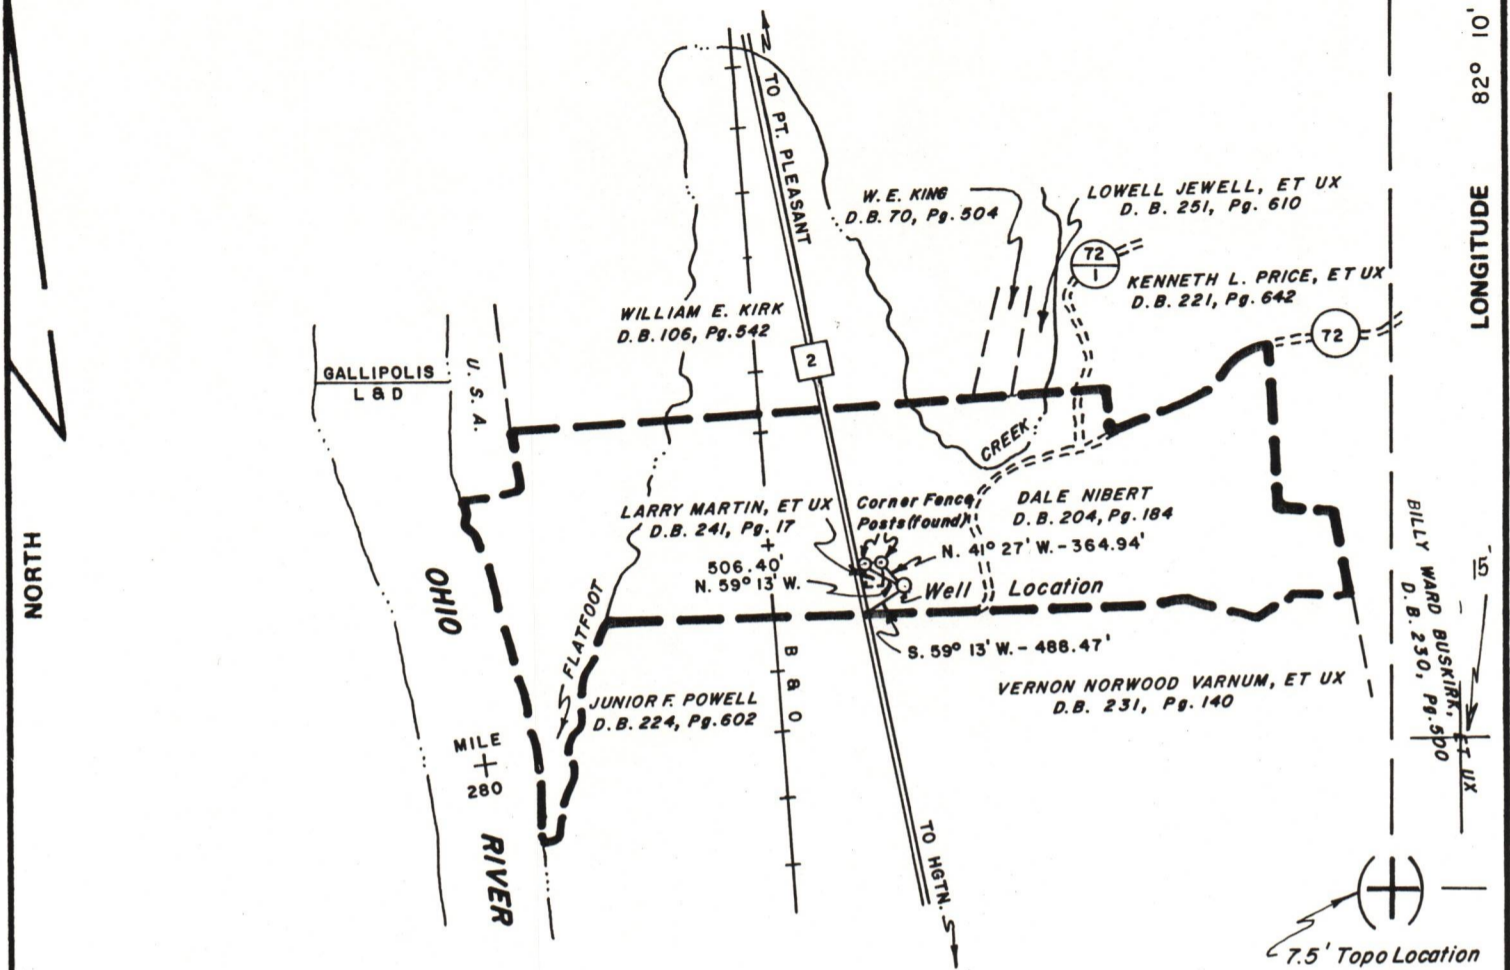 82° 10'
LONGITUDE
NORTH
TO PT. PLEASANT
W. E. KING
D. B. 70, Pg. 504
LOWELL JEWELL, ET UX
D. B. 251, Pg. 610
72
1
KENNETH L. PRICE, ET UX
D. B. 221, Pg. 642
72
WILLIAM E. KIRK
D. B. 106, Pg. 542
2
GALLIPOLIS
L & D
U. S. A.
CREEK
LARRY MARTIN, ET UX
D. B. 241, Pg. 17
Corner Fence
Posts (found)
DALE NIBERT
D. B. 204, Pg. 184
N. 41° 27' W. - 364.94'
506.40'
N. 59° 13' W.
Well Location
S. 59° 13' W. - 488.47'
OHIO
FLATFOOT
B & O
JUNIOR F. POWELL
D. B. 224, Pg. 602
VERNON NORWOOD VARNUM, ET UX
D. B. 231, Pg. 140
BILLY WARD BUSKIRK, ET UX
D. B. 230, Pg. 500
15'
MILE
280
RIVER
TO HGTN.
7.5' Topo Location